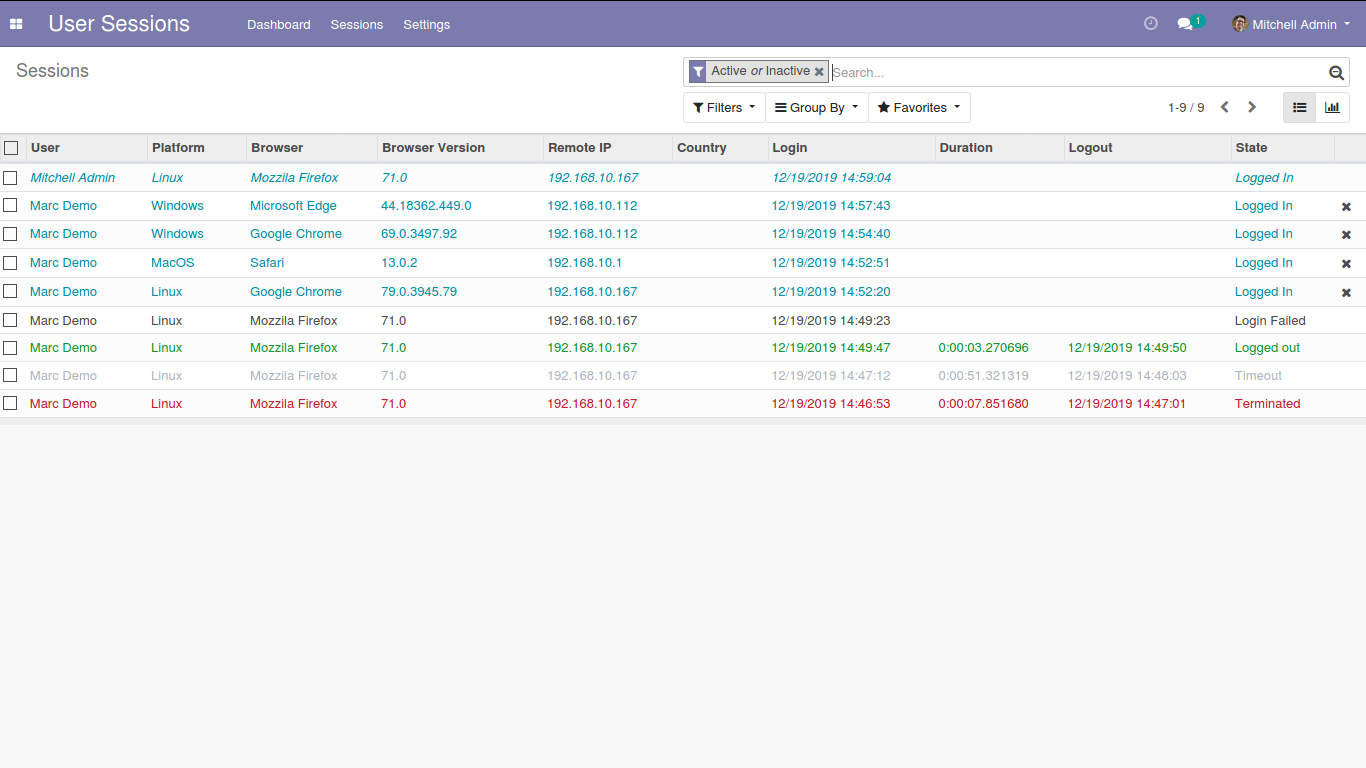 User Sessions Dashboard Sessions Settings 1 Mitchell Admin
Sessions Active or Inactive Search...
Filters Group By Favorites 1-9 / 9
User Platform Browser Browser Version Remote IP Country Login Duration Logout State
Mitchell Admin Linux Mozzila Firefox 71.0 192.168.10.167 12/19/2019 14:59:04 Logged In
Marc Demo Windows Microsoft Edge 44.18362.449.0 192.168.10.112 12/19/2019 14:57:43 Logged In
Marc Demo Windows Google Chrome 69.0.3497.92 192.168.10.112 12/19/2019 14:54:40 Logged In
Marc Demo MacOS Safari 13.0.2 192.168.10.1 12/19/2019 14:52:51 Logged In
Marc Demo Linux Google Chrome 79.0.3945.79 192.168.10.167 12/19/2019 14:52:20 Logged In
Marc Demo Linux Mozzila Firefox 71.0 192.168.10.167 12/19/2019 14:49:23 Login Failed
Marc Demo Linux Mozzila Firefox 71.0 192.168.10.167 12/19/2019 14:49:47 0:00:03.270696 12/19/2019 14:49:50 Logged out
Marc Demo Linux Mozzila Firefox 71.0 192.168.10.167 12/19/2019 14:47:12 0:00:51.321319 12/19/2019 14:48:03 Timeout
Marc Demo Linux Mozzila Firefox 71.0 192.168.10.167 12/19/2019 14:46:53 0:00:07.851680 12/19/2019 14:47:01 Terminated